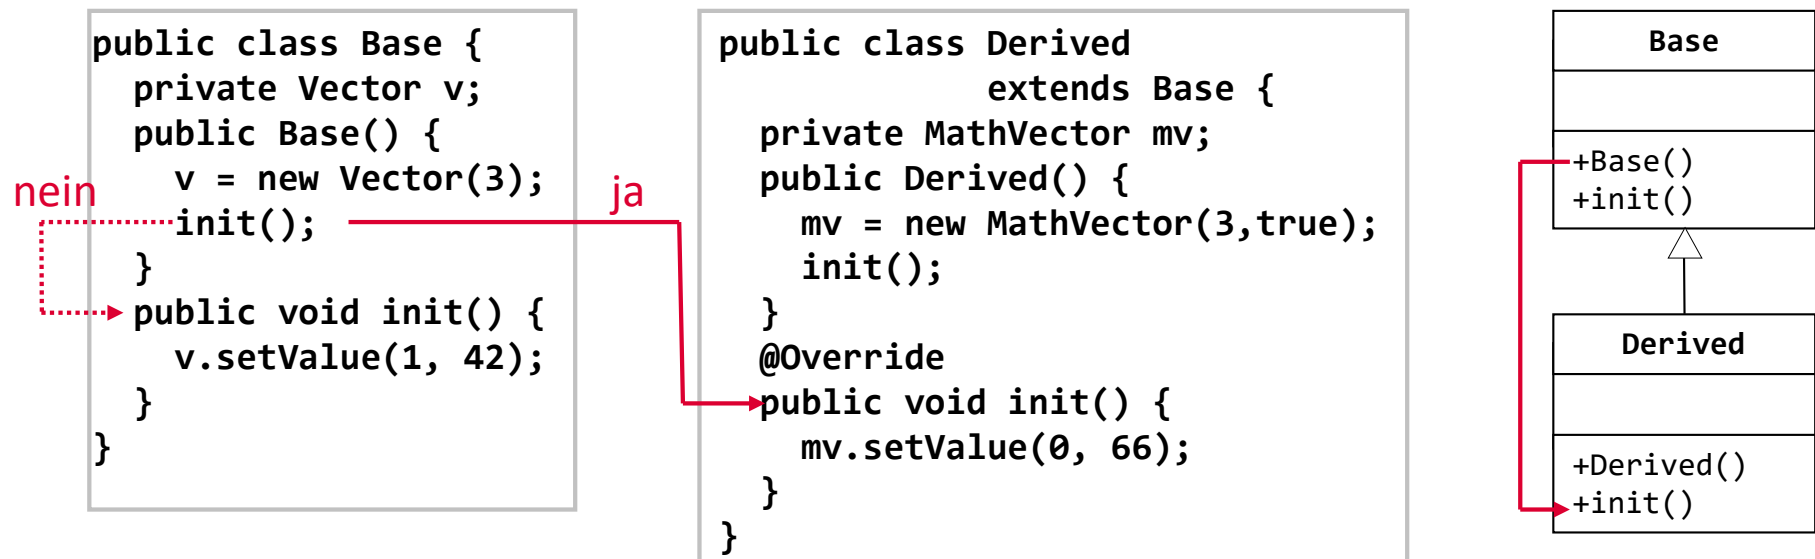 public class Base {
  private Vector v;
  public Base() {
    v = new Vector(3);
    init();
  }
  public void init() {
    v.setValue(1, 42);
  }
}
nein
ja
public class Derived
             extends Base {
  private MathVector mv;
  public Derived() {
    mv = new MathVector(3,true);
    init();
  }
  @Override
  public void init() {
    mv.setValue(0, 66);
  }
}
Base
+Base()
+init()
Derived
+Derived()
+init()